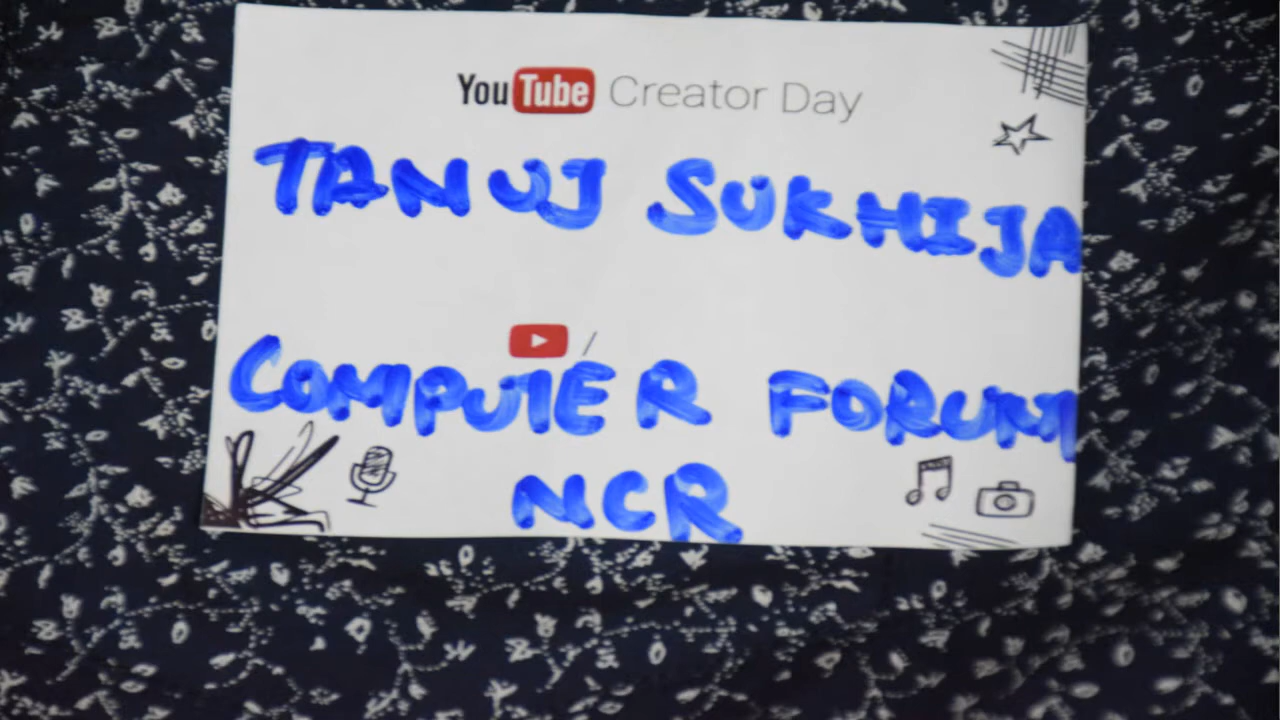 YouTube Creator Day
TANUJ SUKHIJA
/
COMPUTER FORUM
NCR